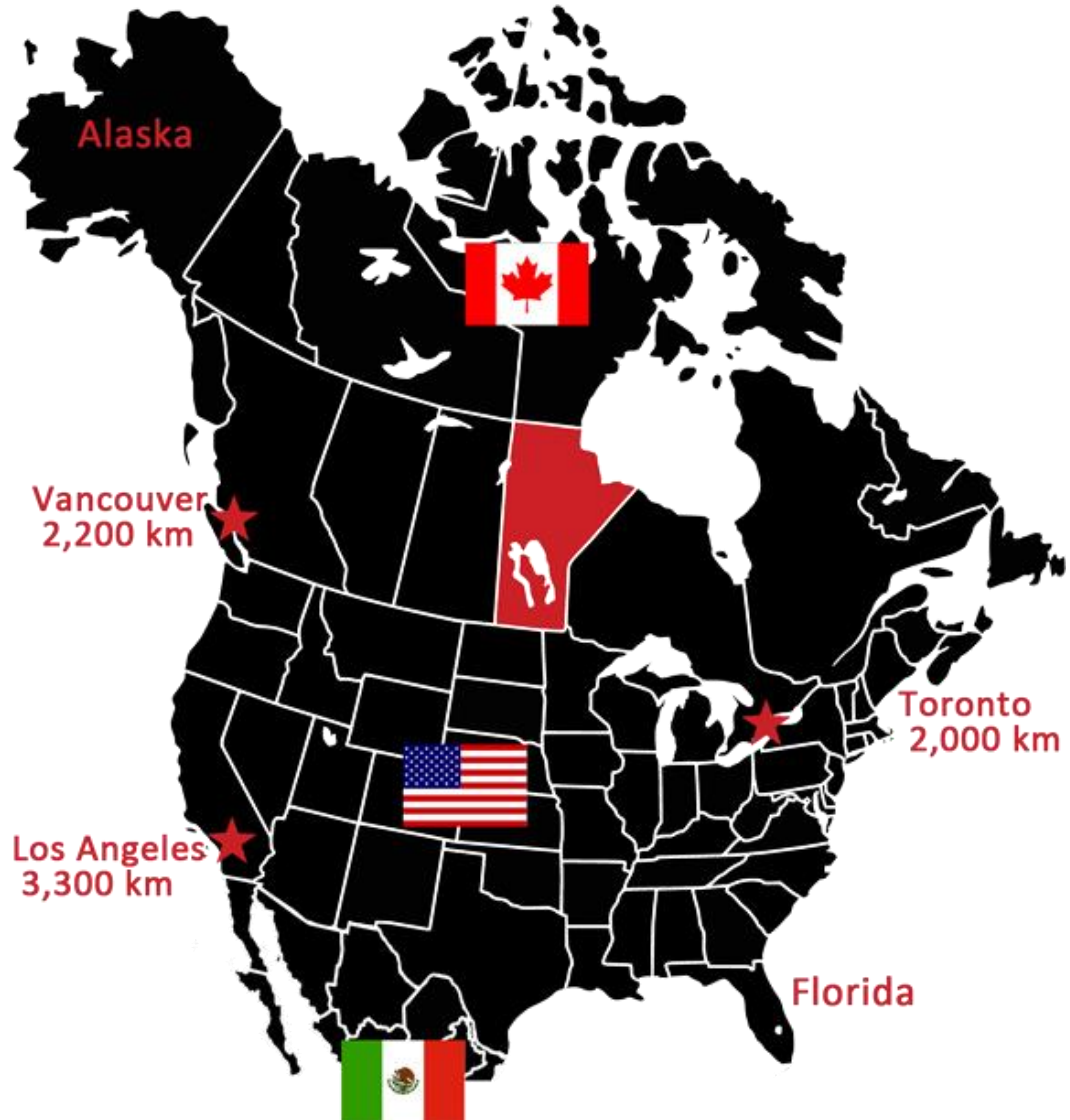 Alaska
Vancouver
2,200 km
Toronto
2,000 km
Los Angeles
3,300 km
Florida